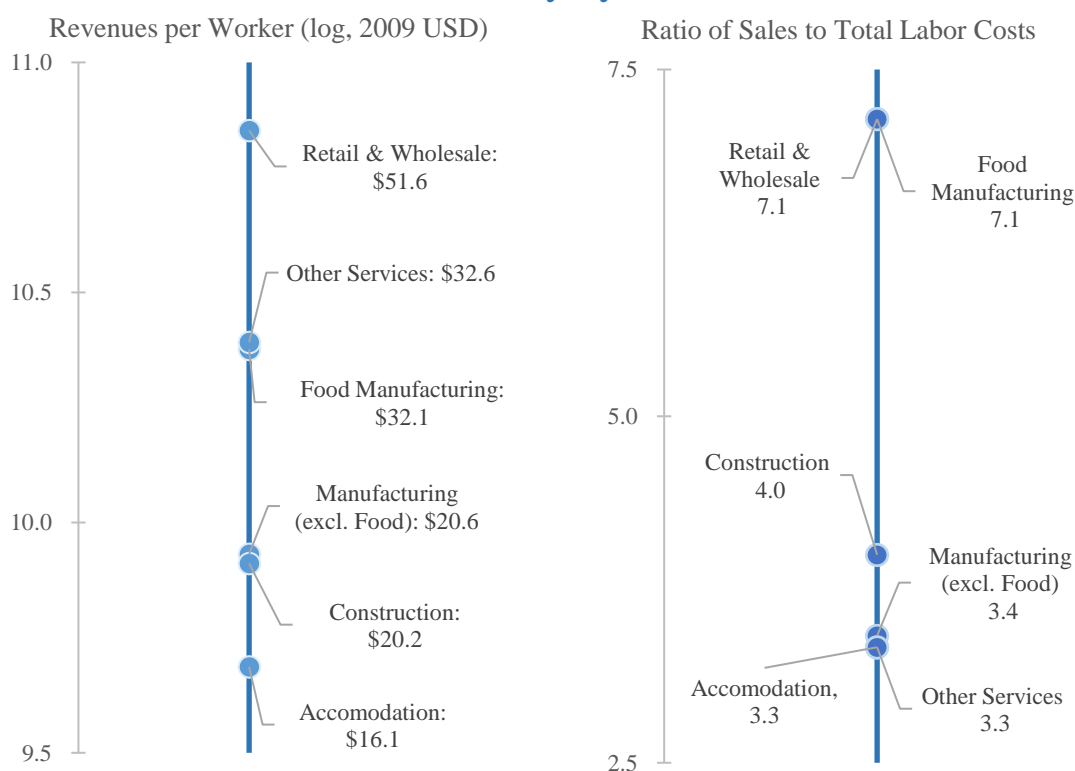 Revenues per Worker (log, 2009 USD)
11.0
10.5
10.0
9.5
Retail & Wholesale:
$51.6
Other Services: $32.6
Food Manufacturing:
$32.1
Manufacturing
(excl. Food): $20.6
Construction:
$20.2
Accomodation:
$16.1
Ratio of Sales to Total Labor Costs
7.5
5.0
2.5
Retail &
Wholesale
7.1
Food
Manufacturing
7.1
Construction
4.0
Manufacturing
(excl. Food)
3.4
Accomodation,
3.3
Other Services
3.3